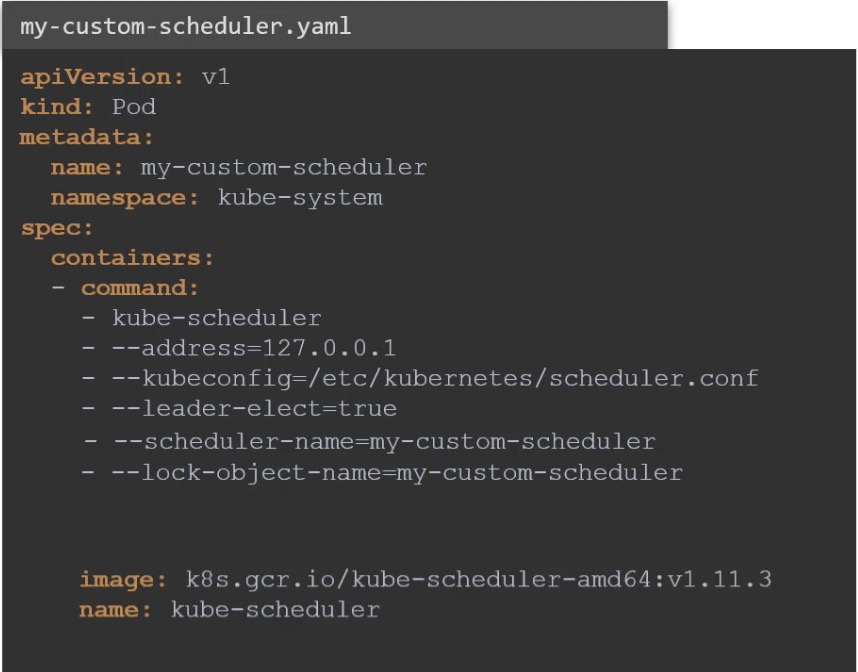 my-custom-scheduler.yaml
apiVersion: v1
kind: Pod
metadata:
  name: my-custom-scheduler
  namespace: kube-system
spec:
  containers:
  - command:
    - kube-scheduler
    - --address=127.0.0.1
    - --kubeconfig=/etc/kubernetes/scheduler.conf
    - --leader-elect=true
    - --scheduler-name=my-custom-scheduler
    - --lock-object-name=my-custom-scheduler
    image: k8s.gcr.io/kube-scheduler-amd64:v1.11.3
    name: kube-scheduler